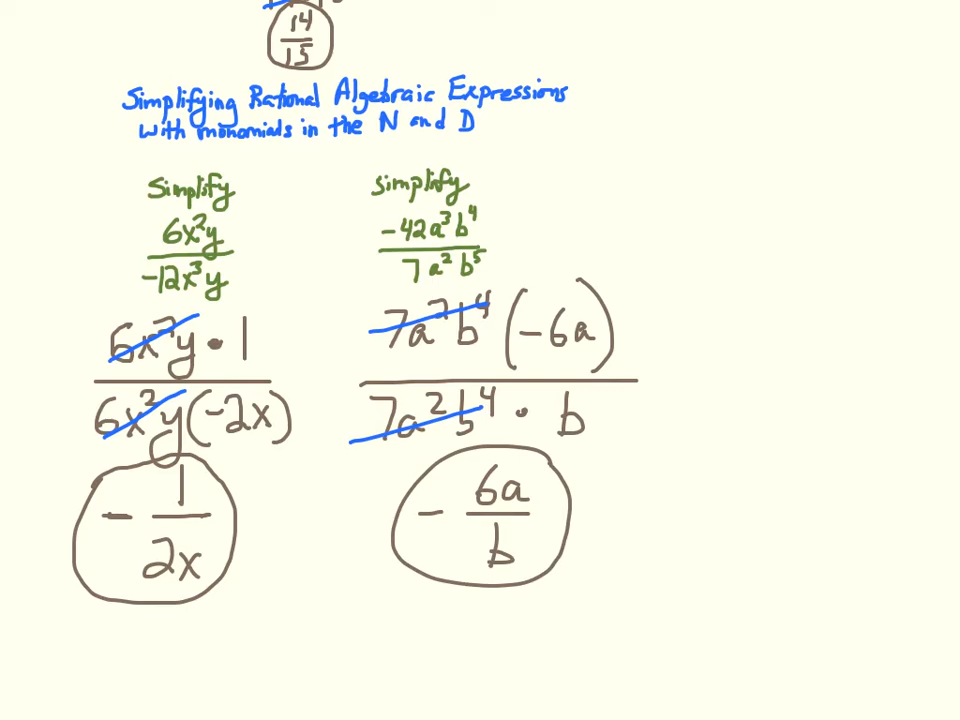 14
15
Simplifying Rational Algebraic Expressions
with monomials in the N and D
Simplify
6x²y
-12x³y
simplify
-42a³b⁴
7a²b⁵
6x²y • 1
6x²y(-2x)
7a²b⁴(-6a)
7a²b⁴ · b
- 1
2x
- 6a
b